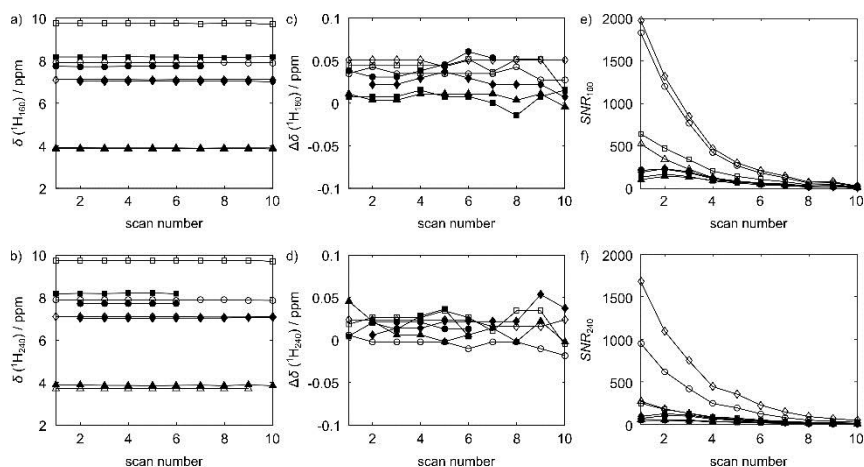 a)
δ (¹H₁₈₀) / ppm
10
8
6
4
2
2 4 6 8 10
scan number
c)
Δδ (¹H₁₈₀) / ppm
0.1
0.05
0
-0.05
-0.1
2 4 6 8 10
scan number
e)
SNR₁₈₀
2000
1500
1000
500
0
2 4 6 8 10
scan number
b)
δ (¹H₂₄₀) / ppm
10
8
6
4
2
2 4 6 8 10
scan number
d)
Δδ (¹H₂₄₀) / ppm
0.1
0.05
0
-0.05
-0.1
2 4 6 8 10
scan number
f)
SNR₂₄₀
2000
1500
1000
500
0
2 4 6 8 10
scan number